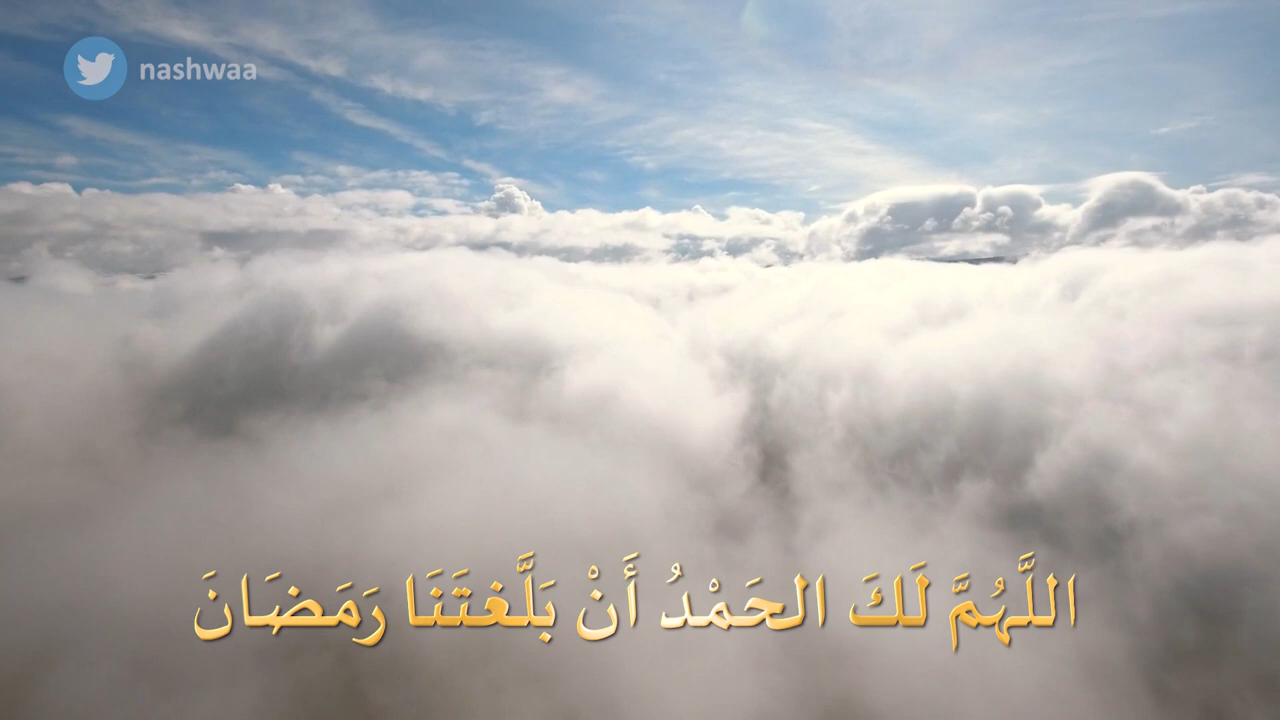 nashwaa
اللَّهُمَّ لَكَ الحَمْدُ أَنْ بَلَّغتَنَا رَمَضَانَ